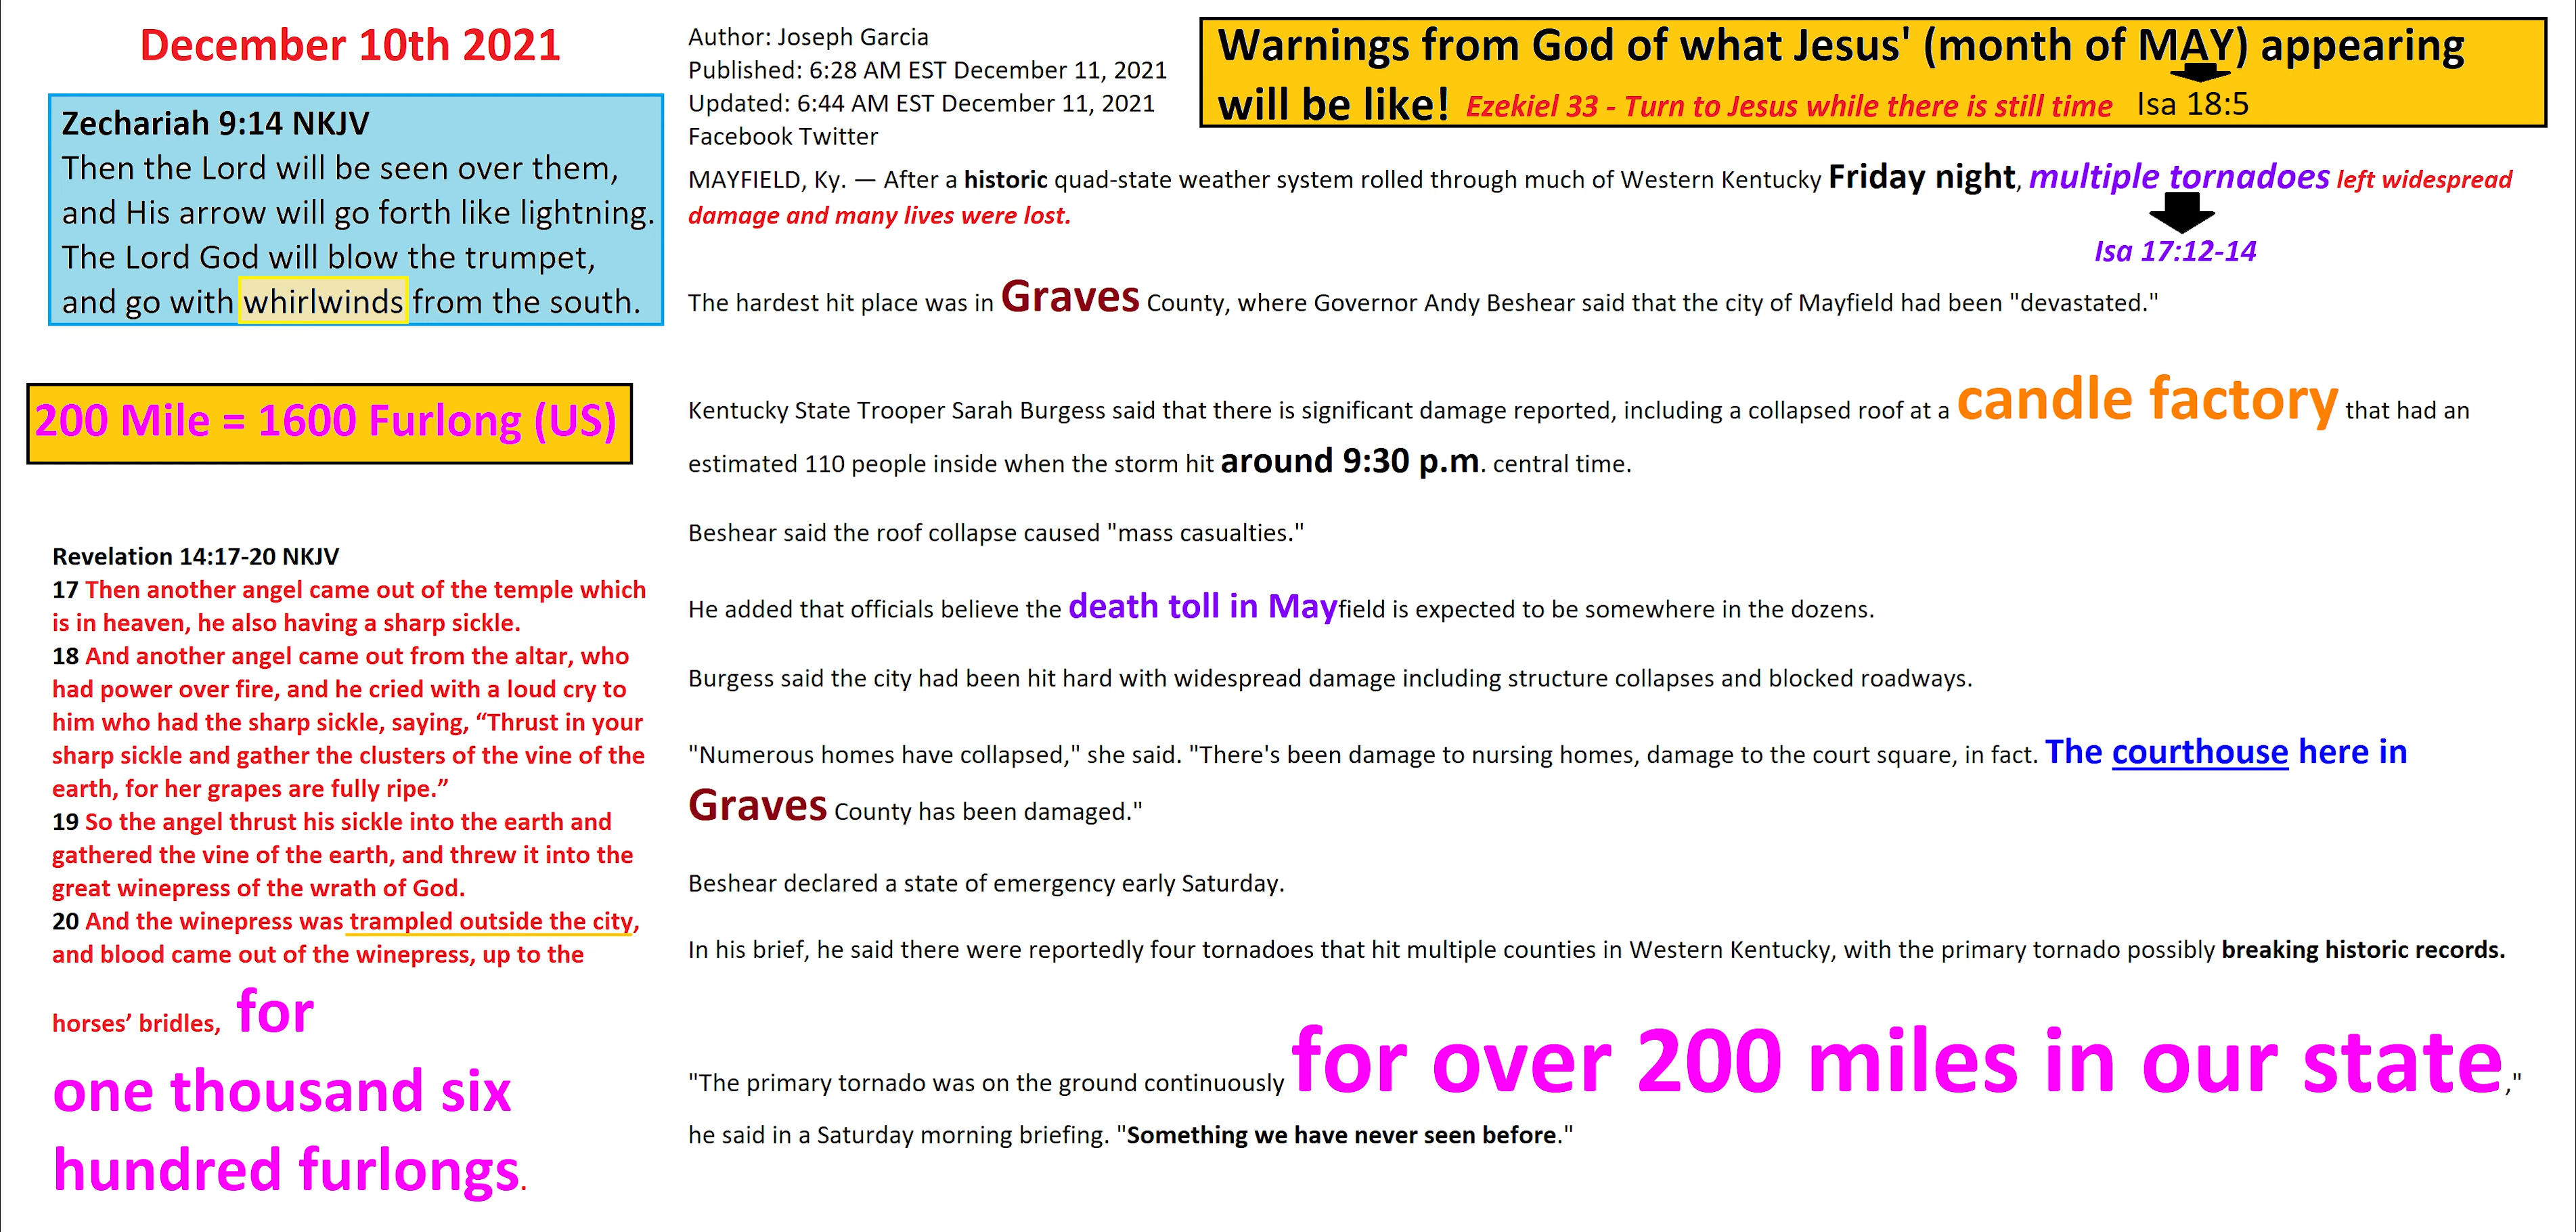 December 10th 2021
Zechariah 9:14 NKJV
Then the Lord will be seen over them,
and His arrow will go forth like lightning.
The Lord God will blow the trumpet,
and go with whirlwinds from the south.
200 Mile = 1600 Furlong (US)
Revelation 14:17-20 NKJV
17 Then another angel came out of the temple which
is in heaven, he also having a sharp sickle.
18 And another angel came out from the altar, who
had power over fire, and he cried with a loud cry to
him who had the sharp sickle, saying, “Thrust in your
sharp sickle and gather the clusters of the vine of the
earth, for her grapes are fully ripe.”
19 So the angel thrust his sickle into the earth and
gathered the vine of the earth, and threw it into the
great winepress of the wrath of God.
20 And the winepress was trampled outside the city,
and blood came out of the winepress, up to the
horses’ bridles, for
one thousand six
hundred furlongs.
Author: Joseph Garcia
Published: 6:28 AM EST December 11, 2021
Updated: 6:44 AM EST December 11, 2021
Facebook Twitter
Warnings from God of what Jesus' (month of MAY) appearing
will be like! Ezekiel 33 - Turn to Jesus while there is still time Isa 18:5
MAYFIELD, Ky. — After a historic quad-state weather system rolled through much of Western Kentucky Friday night, multiple tornadoes left widespread
damage and many lives were lost.
Isa 17:12-14
The hardest hit place was in Graves County, where Governor Andy Beshear said that the city of Mayfield had been "devastated."
Kentucky State Trooper Sarah Burgess said that there is significant damage reported, including a collapsed roof at a candle factory that had an
estimated 110 people inside when the storm hit around 9:30 p.m. central time.
Beshear said the roof collapse caused "mass casualties."
He added that officials believe the death toll in Mayfield is expected to be somewhere in the dozens.
Burgess said the city had been hit hard with widespread damage including structure collapses and blocked roadways.
"Numerous homes have collapsed," she said. "There's been damage to nursing homes, damage to the court square, in fact. The courthouse here in
Graves County has been damaged."
Beshear declared a state of emergency early Saturday.
In his brief, he said there were reportedly four tornadoes that hit multiple counties in Western Kentucky, with the primary tornado possibly breaking historic records.
"The primary tornado was on the ground continuously for over 200 miles in our state,"
he said in a Saturday morning briefing. "Something we have never seen before."